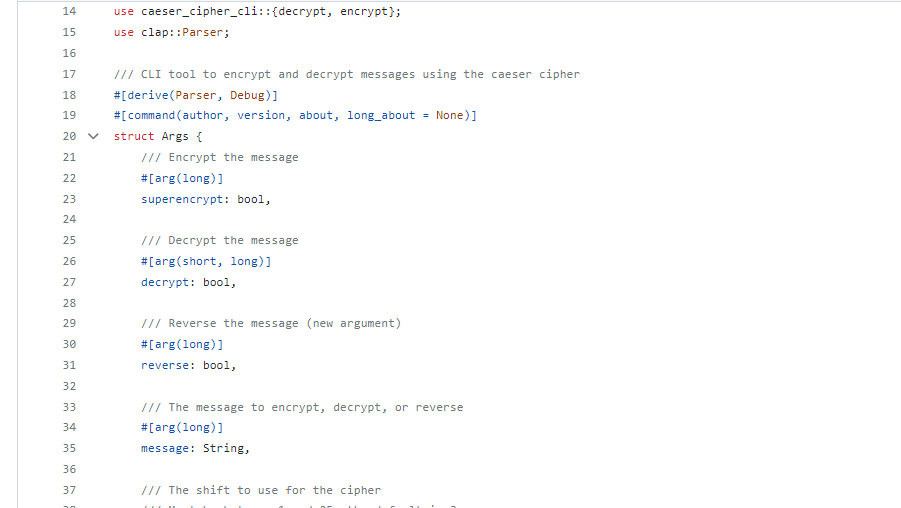 14 use caeser_cipher_cli::{decrypt, encrypt};
15 use clap::Parser;
16
17 /// CLI tool to encrypt and decrypt messages using the caeser cipher
18 #[derive(Parser, Debug)]
19 #[command(author, version, about, long_about = None)]
20 struct Args {
21 /// Encrypt the message
22 #[arg(long)]
23 superencrypt: bool,
24
25 /// Decrypt the message
26 #[arg(short, long)]
27 decrypt: bool,
28
29 /// Reverse the message (new argument)
30 #[arg(long)]
31 reverse: bool,
32
33 /// The message to encrypt, decrypt, or reverse
34 #[arg(long)]
35 message: String,
36
37 /// The shift to use for the cipher